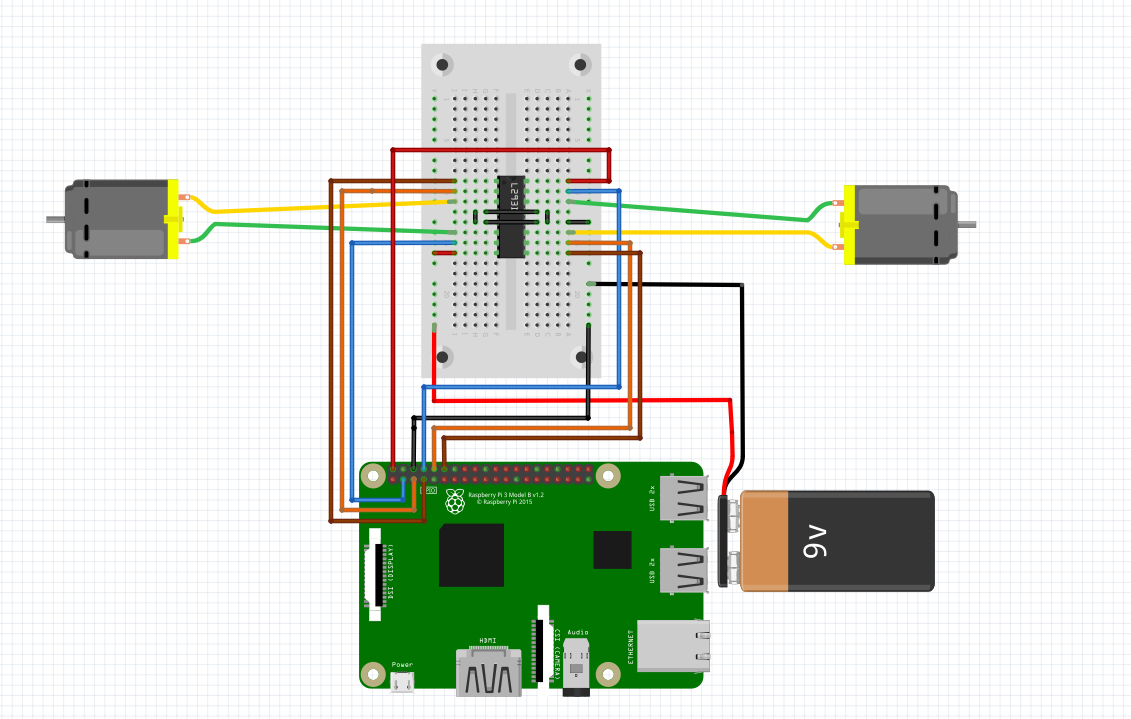 L293D
Raspberry Pi 3 Model B v1.2
© Raspberry Pi 2015
USB 2x
USB 2x
DSI (DISPLAY)
9v
HDMI
CSI (CAMERA)
Audio
ETHERNET
Power